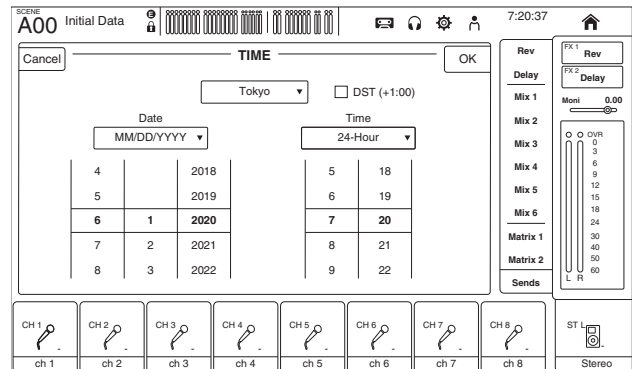 SCENE
A00 Initial Data
7:20:37
Cancel
TIME
OK
Tokyo
DST (+1:00)
Date
Time
MM/DD/YYYY
24-Hour
4 2018 5 18
5 2019 6 19
6 1 2020 7 20
7 2 2021 8 21
8 3 2022 9 22
Rev
Delay
Mix 1
Mix 2
Mix 3
Mix 4
Mix 5
Mix 6
Matrix 1
Matrix 2
Sends
FX 1
Rev
FX 2
Delay
Moni 0.00
OVR
0
3
6
9
12
15
18
24
30
40
50
60
L R
CH 1 CH 2 CH 3 CH 4 CH 5 CH 6 CH 7 CH 8 ST L
ch 1 ch 2 ch 3 ch 4 ch 5 ch 6 ch 7 ch 8 Stereo